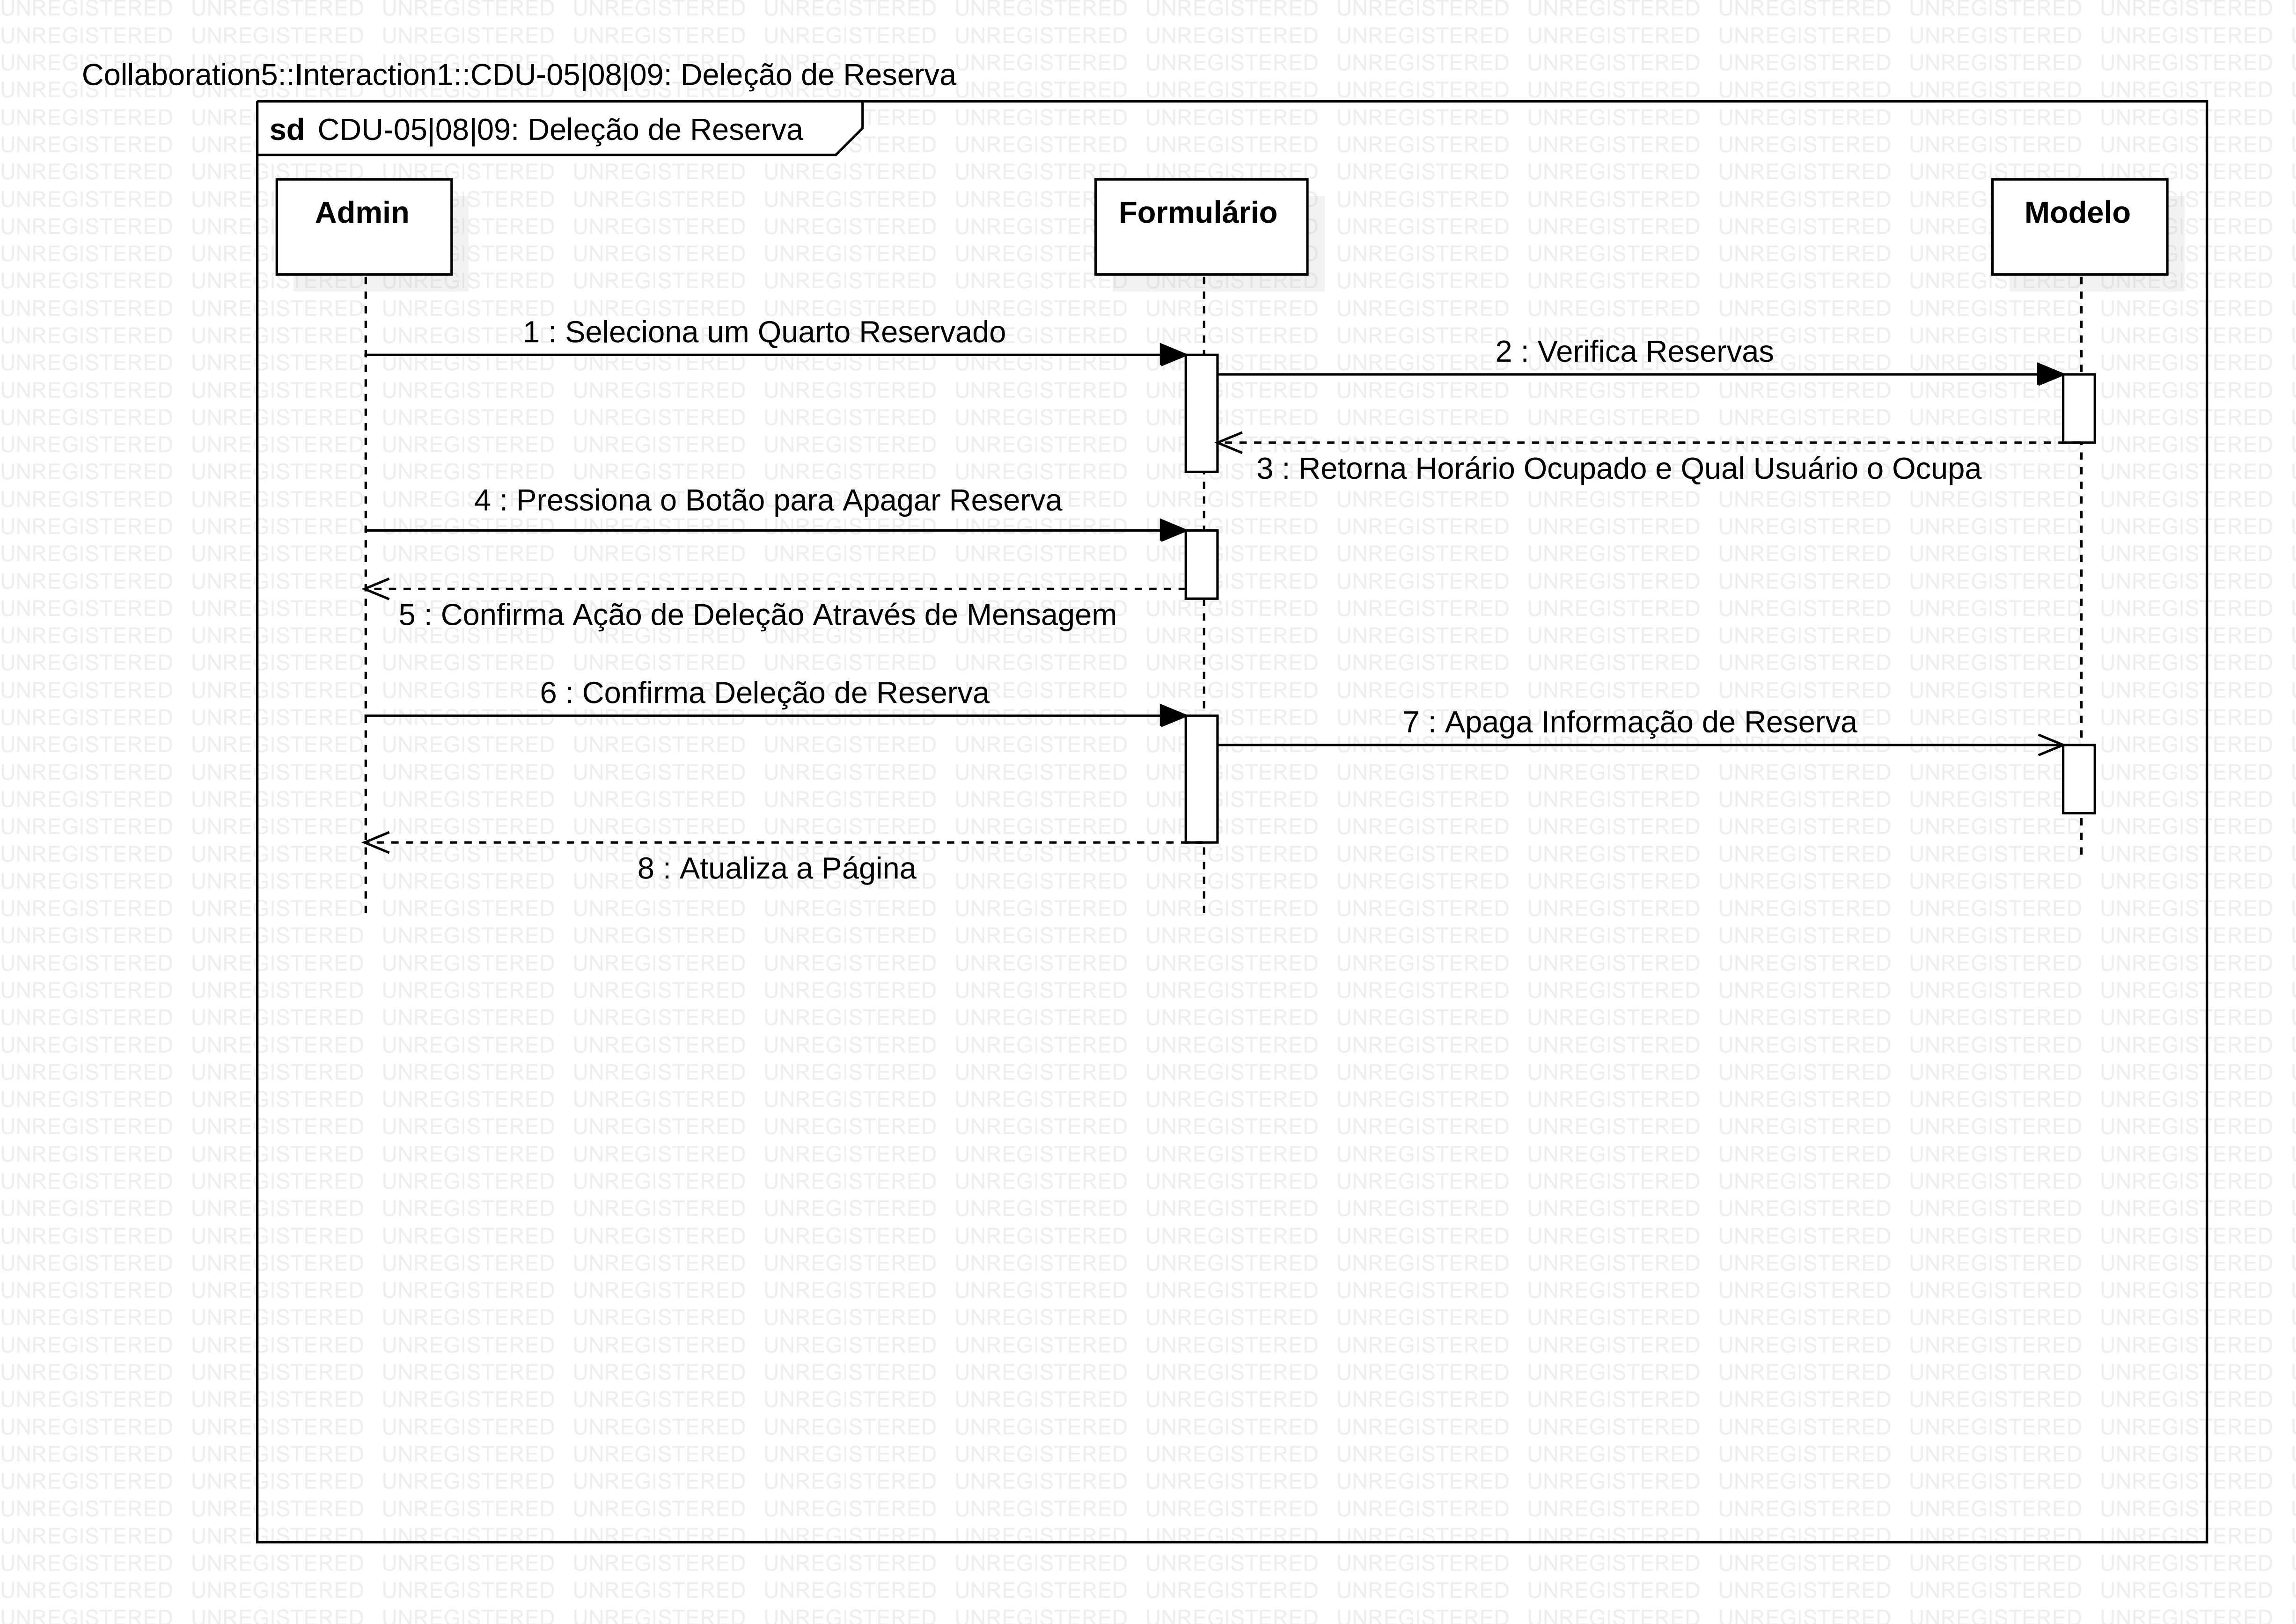 Collaboration5::Interaction1::CDU-05|08|09: Deleção de Reserva
sd CDU-05|08|09: Deleção de Reserva
Admin
Formulário
Modelo
1 : Seleciona um Quarto Reservado
2 : Verifica Reservas
3 : Retorna Horário Ocupado e Qual Usuário o Ocupa
4 : Pressiona o Botão para Apagar Reserva
5 : Confirma Ação de Deleção Através de Mensagem
6 : Confirma Deleção de Reserva
7 : Apaga Informação de Reserva
8 : Atualiza a Página
UNREGISTERED